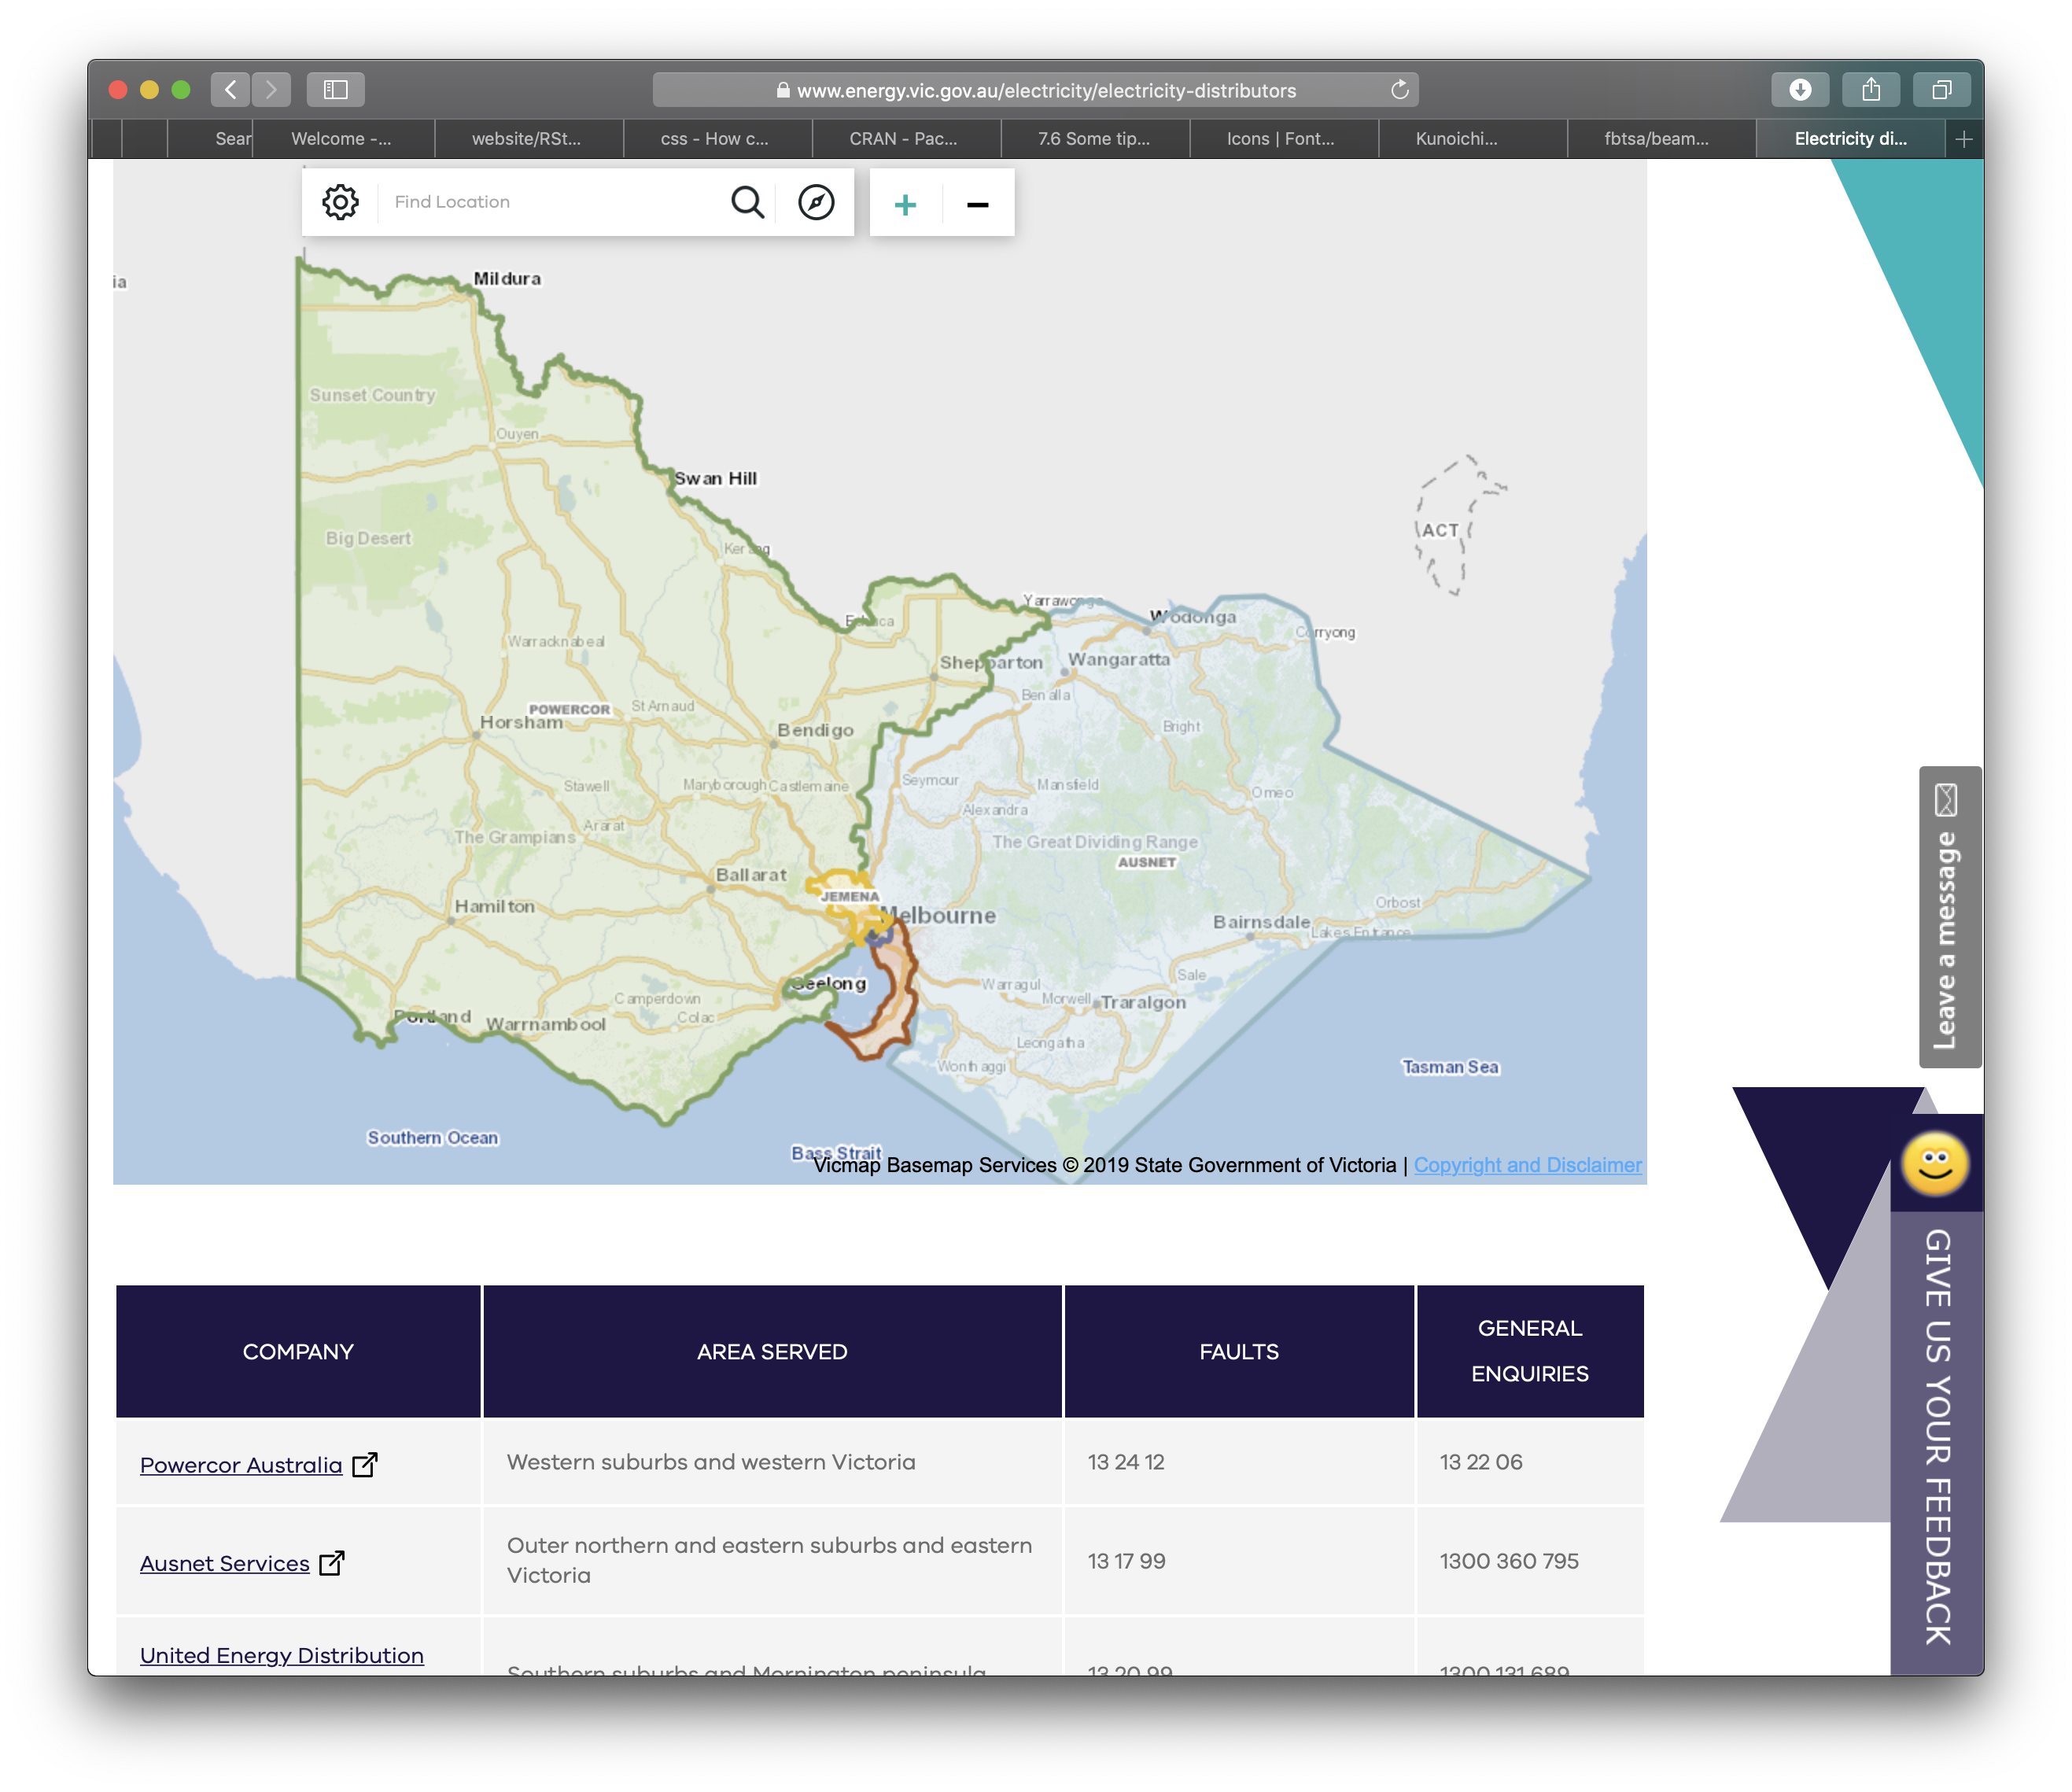 www.energy.vic.gov.au/electricity/electricity-distributors
Sear
Welcome -...
website/RSt...
css - How c...
CRAN - Pac...
7.6 Some tip...
Icons | Font...
Kunoichi...
fbtsa/beam...
Electricity di...
Find Location
ia
Mildura
Sunset Country
Ouyen
Swan Hill
Big Desert
ACT
Yarrawonga
Wodonga
Corryong
Warracknabeal
Shepparton
Wangaratta
Benalla
POWERCOR
St Arnaud
Horsham
Bendigo
Bright
Stawell
Maryborough
Castlemaine
Seymour
Mansfield
Omeo
Alexandra
The Grampians
Ararat
The Great Dividing Range
AUSNET
Ballarat
JEMENA
Hamilton
Melbourne
Orbost
Bairnsdale
Lakes Entrance
Geelong
Warragul
Sale
Camperdown
Morwell
Traralgon
Portland
Warrnambool
Colac
Leongatha
Wonthaggi
Tasman Sea
Southern Ocean
Bass Strait
Vicmap Basemap Services © 2019 State Government of Victoria | Copyright and Disclaimer
Leave a message
GIVE US YOUR FEEDBACK
COMPANY
AREA SERVED
FAULTS
GENERAL
ENQUIRIES
Powercor Australia
Western suburbs and western Victoria
13 24 12
13 22 06
Ausnet Services
Outer northern and eastern suburbs and eastern
Victoria
13 17 99
1300 360 795
United Energy Distribution
Southern suburbs and Mornington peninsula
13 20 99
1300 131 689